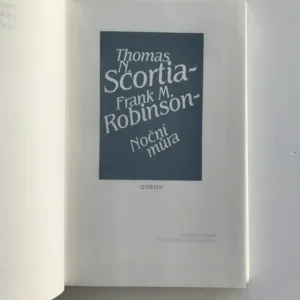 Thomas
N.
Scortia-
Frank M.
Robinson-
Noční
můra
ODEON